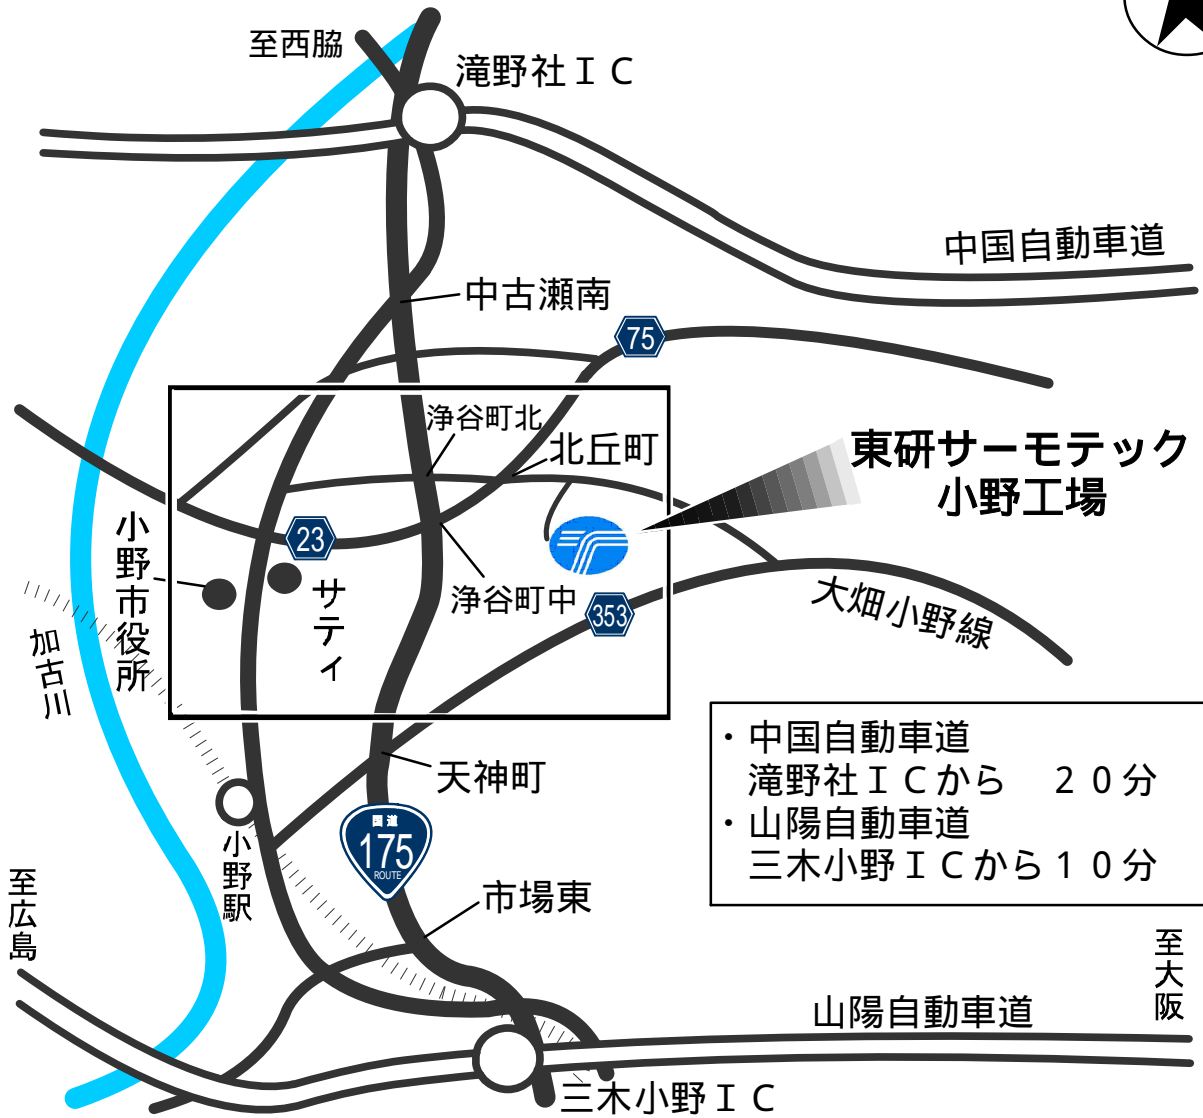 至西脇
滝野社ＩＣ
中国自動車道
中古瀬南
75
浄谷町北
北丘町
東研サーモテック
小野工場
小野市役所
23
サティ
浄谷町中
353
大畑小野線
加古川
・中国自動車道
滝野社ＩＣから　２０分
・山陽自動車道
三木小野ＩＣから１０分
天神町
国道
175
ROUTE
小野駅
市場東
至広島
至大阪
山陽自動車道
三木小野ＩＣ